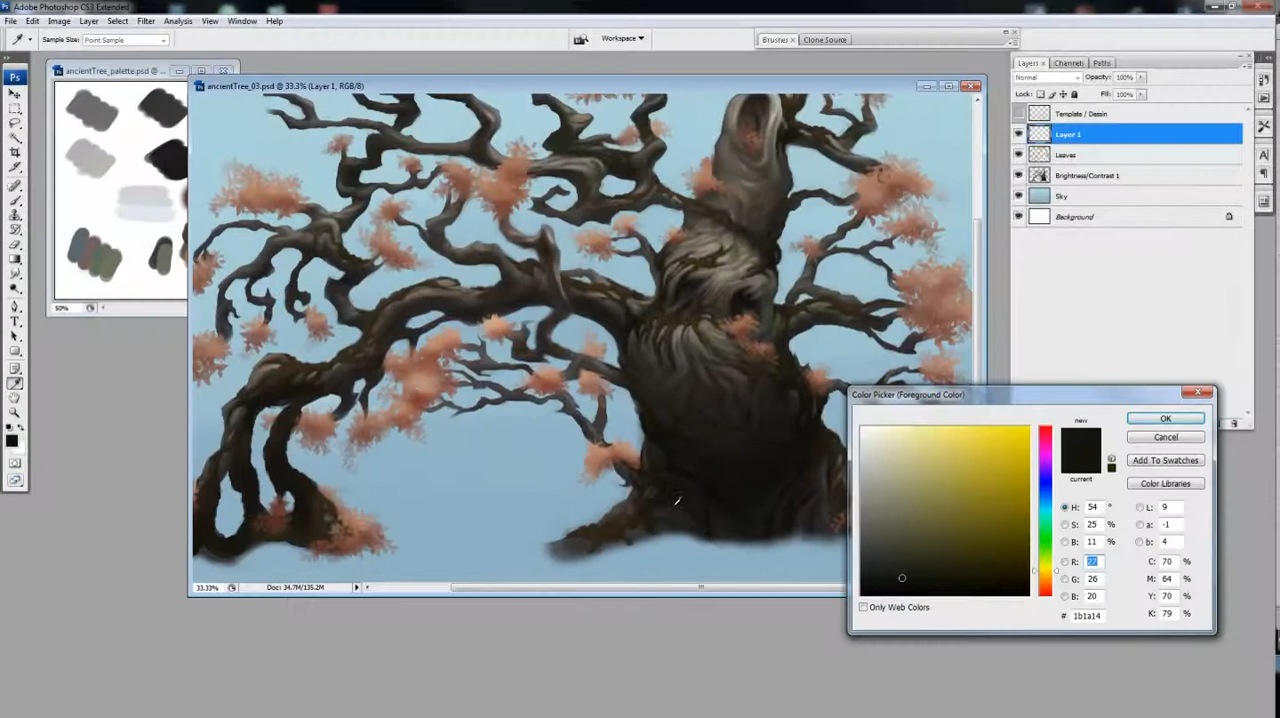 Adobe Photoshop CS3 Extended
File Edit Image Layer Select Filter Analysis View Window Help
Sample Size: Point Sample
Workspace
Brushes x Clone Source
Ps
ancientTree_palette.psd @ ...
50%
ancientTree_03.psd @ 33.3% (Layer 1, RGB/8)
33.33%
Doc: 34.7M/135.2M
Layers x Channels Paths
Normal Opacity: 100%
Lock: Fill: 100%
Template / Dessin
Layer 1
Leaves
Brightness/Contrast 1
Sky
Background
Color Picker (Foreground Color)
new
current
OK
Cancel
Add To Swatches
Color Libraries
H: 54 ° L: 9
S: 25 % a: -1
B: 11 % b: 4
R: 27 C: 70 %
G: 26 M: 64 %
B: 20 Y: 70 %
# 1b1a14 K: 79 %
Only Web Colors